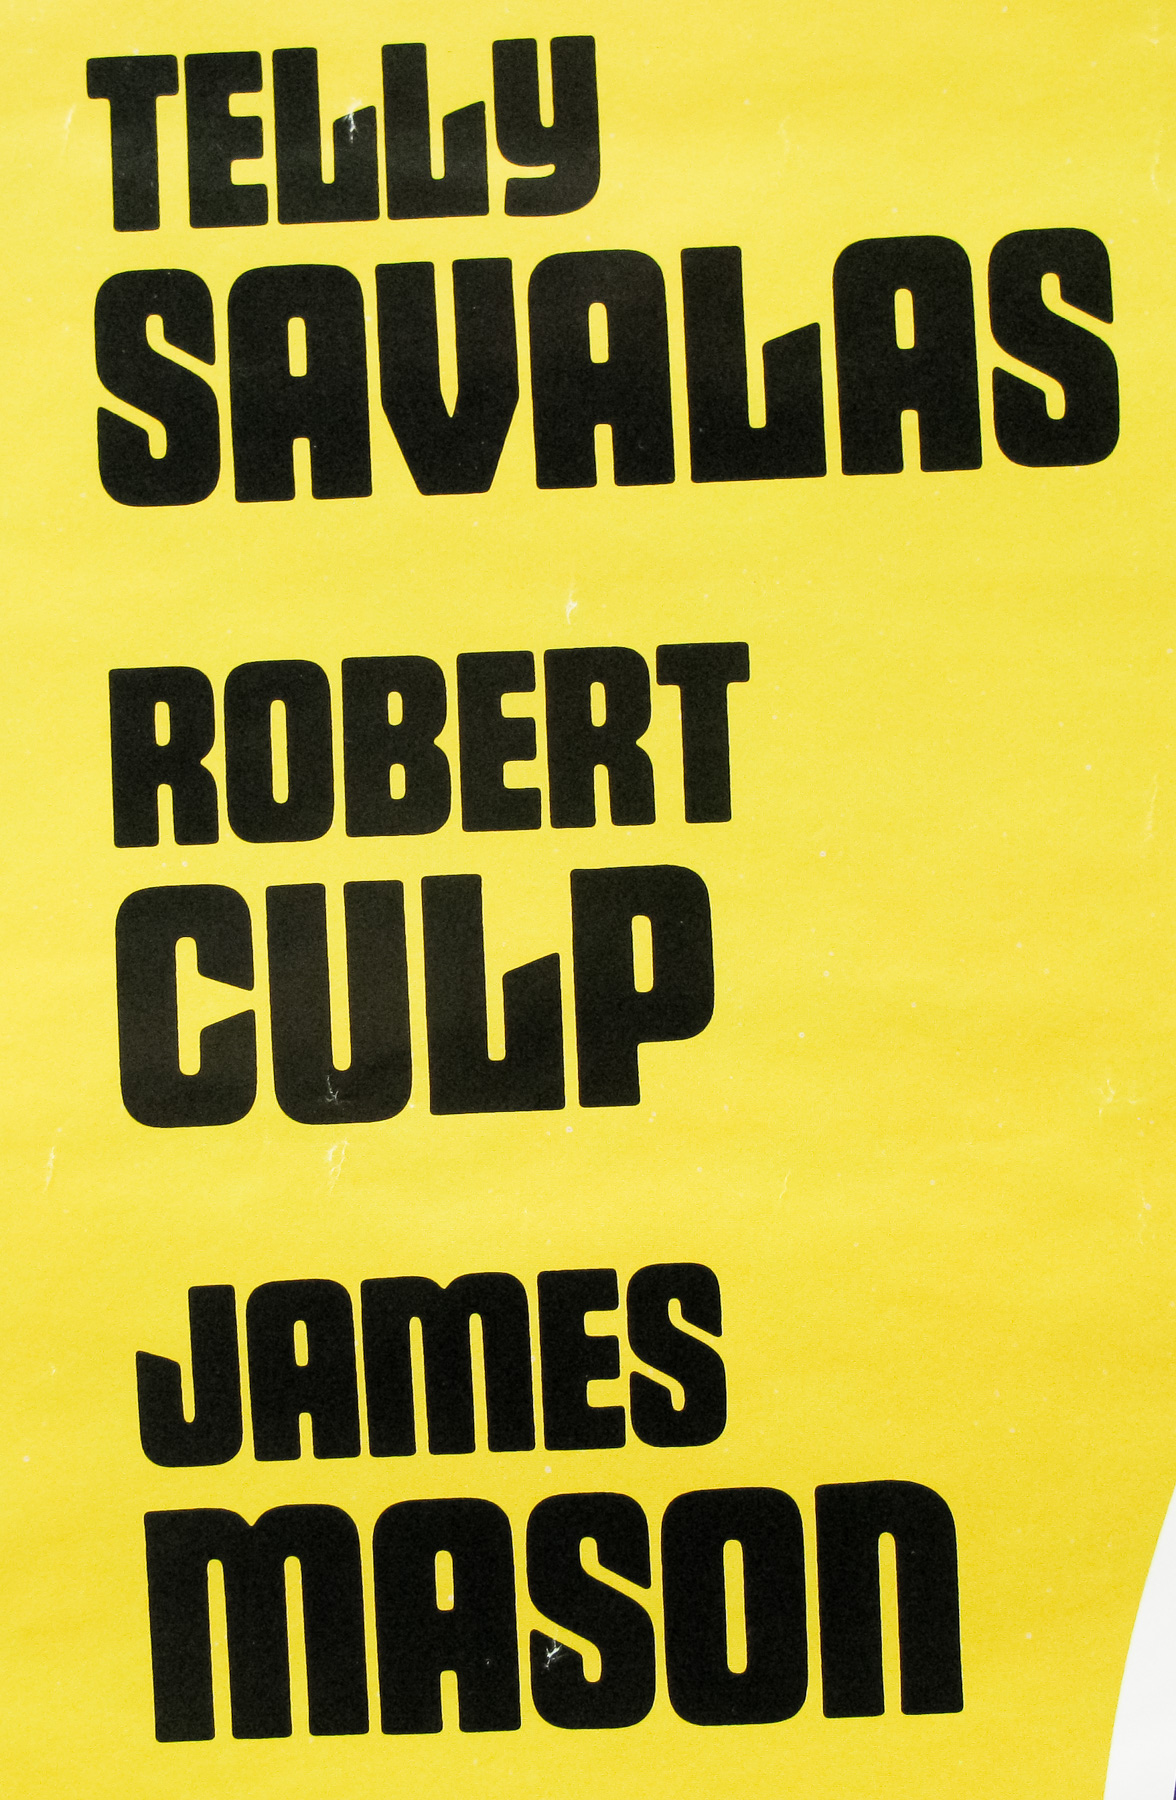 TELLY
SAVALAS
ROBERT
CULP
JAMES
MASON